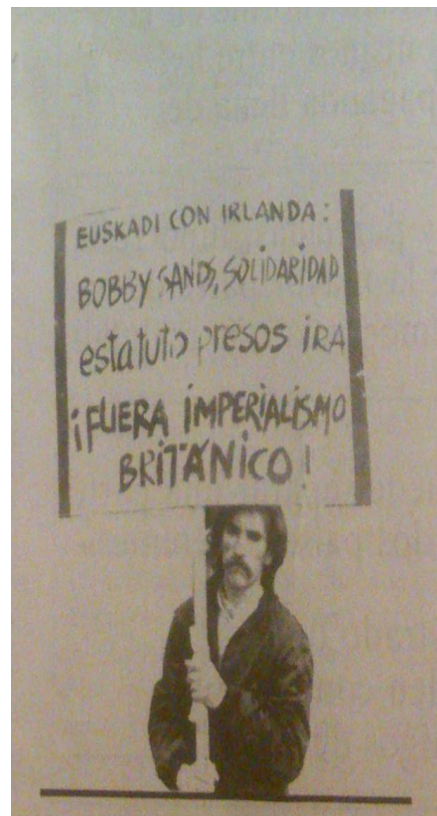 EUSKADI CON IRLANDA:
BOBBY SANDS, SOLIDARIDAD
estatuto presos iRA
¡FUERA IMPERIALISMO
BRITÁNICO!